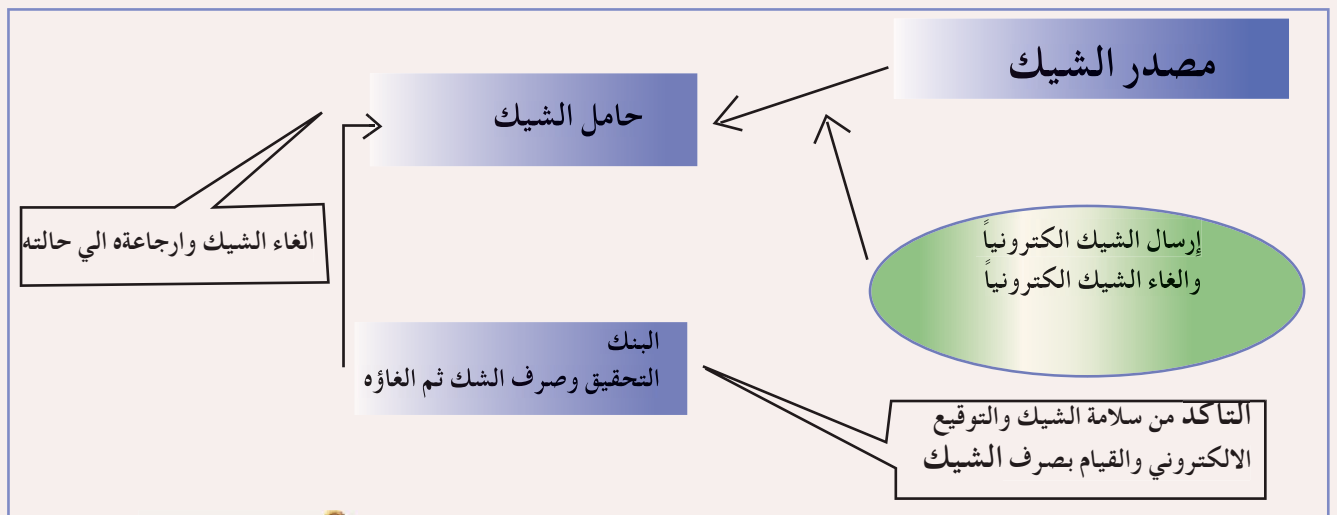 مصدر الشيك
حامل الشيك
الغاء الشيك وارجاعةه الي حالته
إرسال الشيك الكترونياً
والغاء الشيك الكترونياً
البنك
التحقيق وصرف الشك ثم الغاؤه
التاكد من سلامة الشيك والتوقيع
الالكتروني والقيام بصرف الشيك